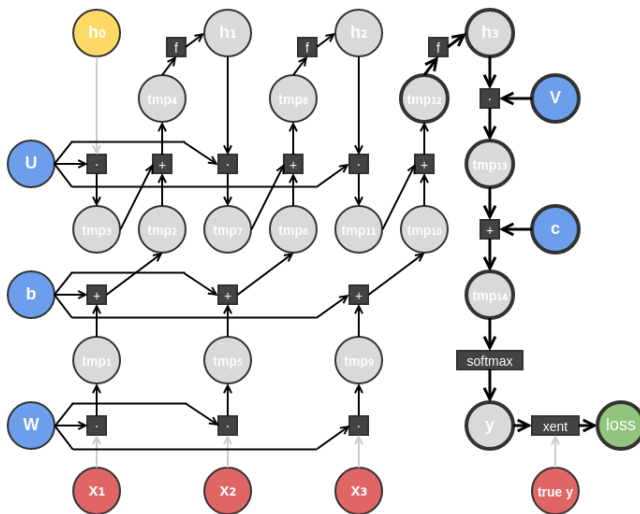 h₀
h₁
h₂
h₃
f
f
f
tmp₄
tmp₈
tmp₁₂
·
V
U
·
+
·
+
·
+
tmp₁₃
tmp₃
tmp₂
tmp₇
tmp₆
tmp₁₁
tmp₁₀
+
c
b
+
+
+
tmp₁₄
tmp₁
tmp₅
tmp₉
softmax
W
·
·
·
y
xent
loss
x₁
x₂
x₃
true y